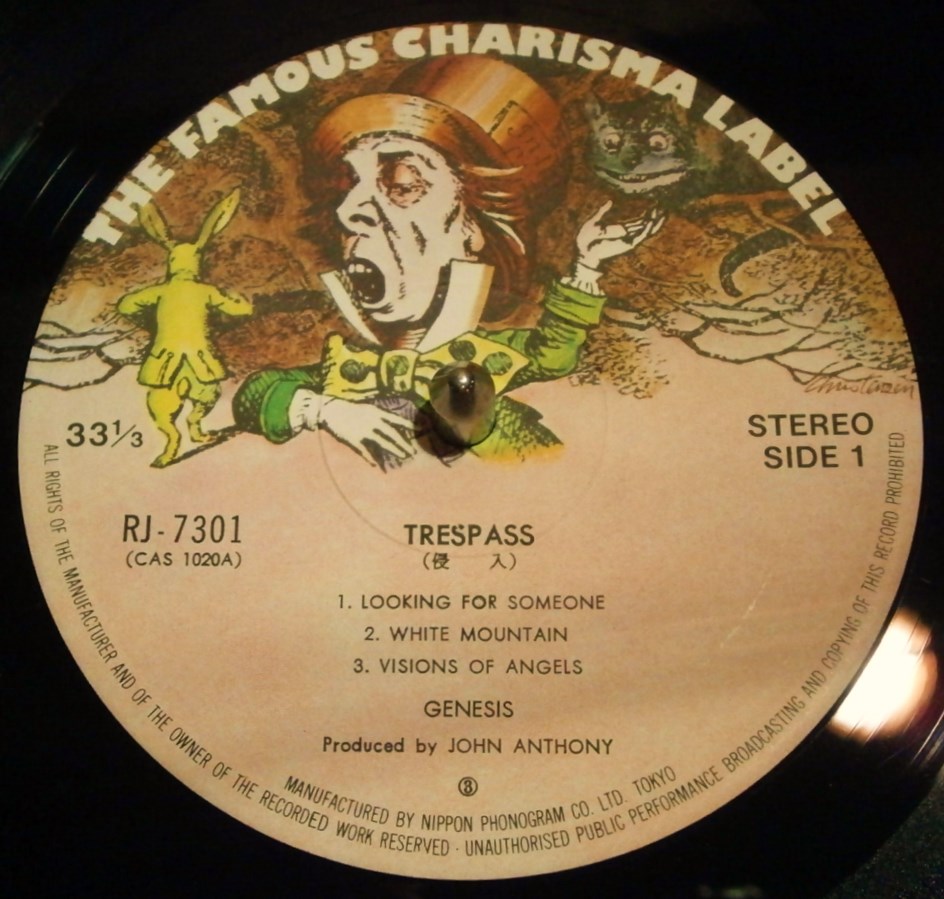 THE FAMOUS CHARISMA LABEL
Christensen
33⅓
STEREO
SIDE 1
RJ-7301
(CAS 1020A)
TRESPASS
(侵 入)
1. LOOKING FOR SOMEONE
2. WHITE MOUNTAIN
3. VISIONS OF ANGELS
GENESIS
Produced by JOHN ANTHONY
③
MANUFACTURED BY NIPPON PHONOGRAM CO. LTD. TOKYO
ALL RIGHTS OF THE MANUFACTURER AND OF THE OWNER OF THE RECORDED WORK RESERVED · UNAUTHORISED PUBLIC PERFORMANCE BROADCASTING AND COPYING OF THIS RECORD PROHIBITED